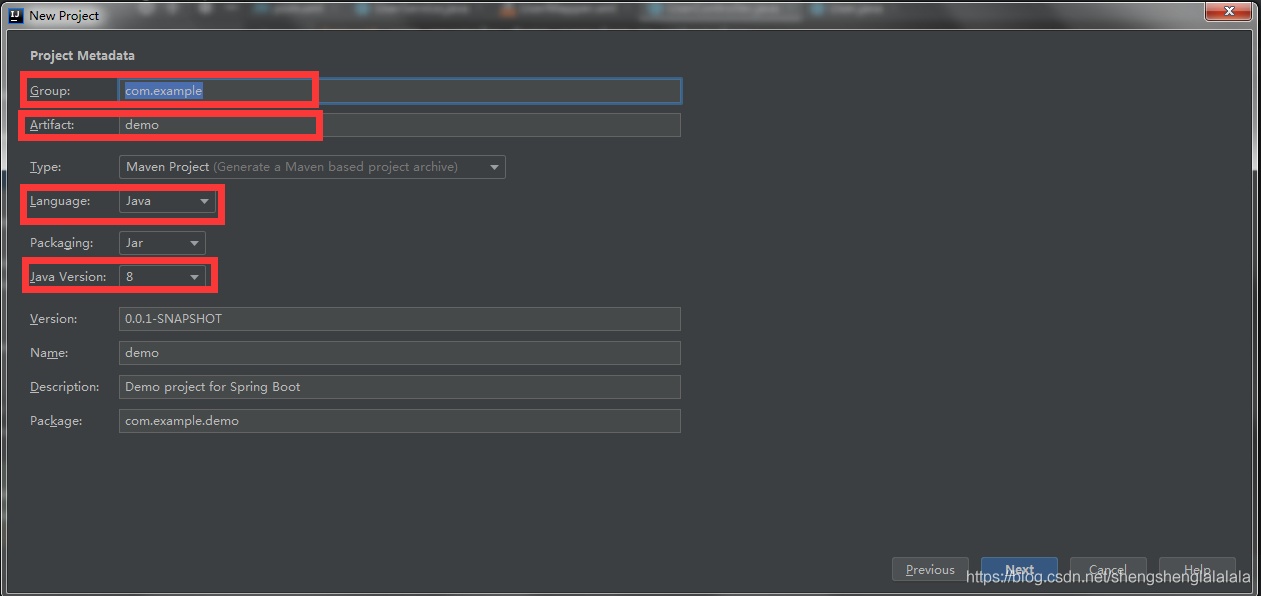 New Project
Project Metadata
Group: com.example
Artifact: demo
Type: Maven Project (Generate a Maven based project archive)
Language: Java
Packaging: Jar
Java Version: 8
Version: 0.0.1-SNAPSHOT
Name: demo
Description: Demo project for Spring Boot
Package: com.example.demo
Previous Next Cancel Help
https://blog.csdn.net/shengshenglalalala